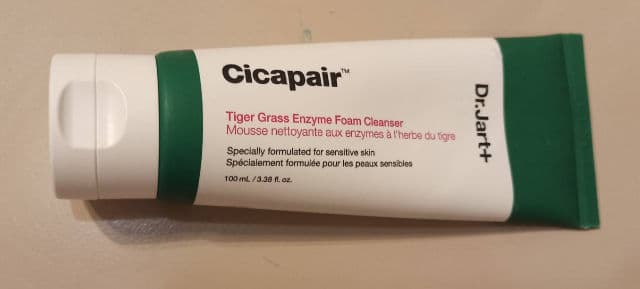 Cicapair™
Tiger Grass Enzyme Foam Cleanser
Mousse nettoyante aux enzymes à l'herbe du tigre
Specially formulated for sensitive skin
Spécialement formulée pour les peaux sensibles
100 mL / 3.38 fl. oz.
Dr.Jart+